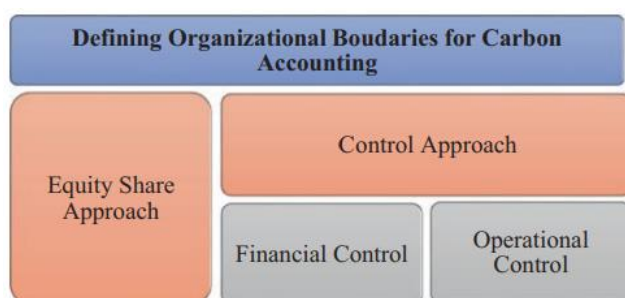 Defining Organizational Boudaries for Carbon
Accounting
Equity Share
Approach
Control Approach
Financial Control
Operational
Control